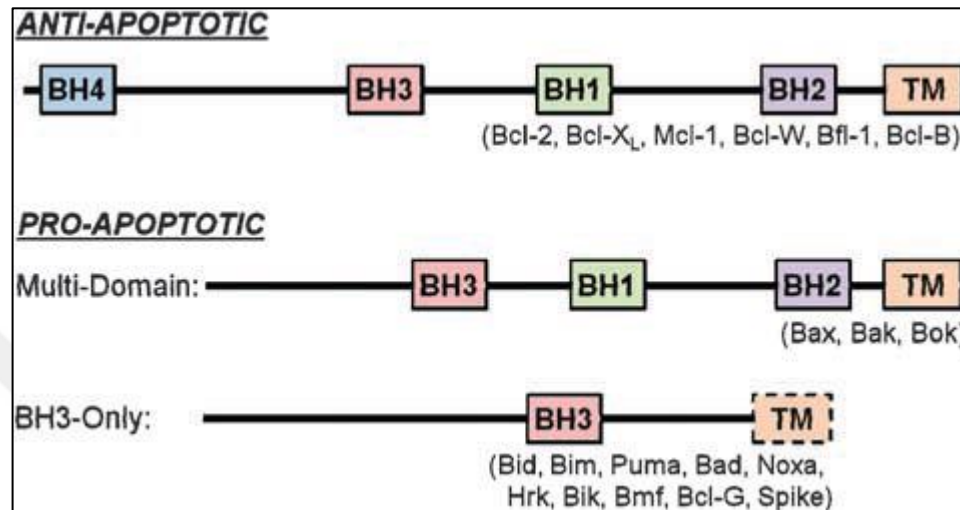 ANTI-APOPTOTIC
BH4 BH3 BH1 BH2 TM
(Bcl-2, Bcl-XL, Mcl-1, Bcl-W, Bfl-1, Bcl-B)
PRO-APOPTOTIC
Multi-Domain: BH3 BH1 BH2 TM
(Bax, Bak, Bok)
BH3-Only: BH3 TM
(Bid, Bim, Puma, Bad, Noxa,
Hrk, Bik, Bmf, Bcl-G, Spike)